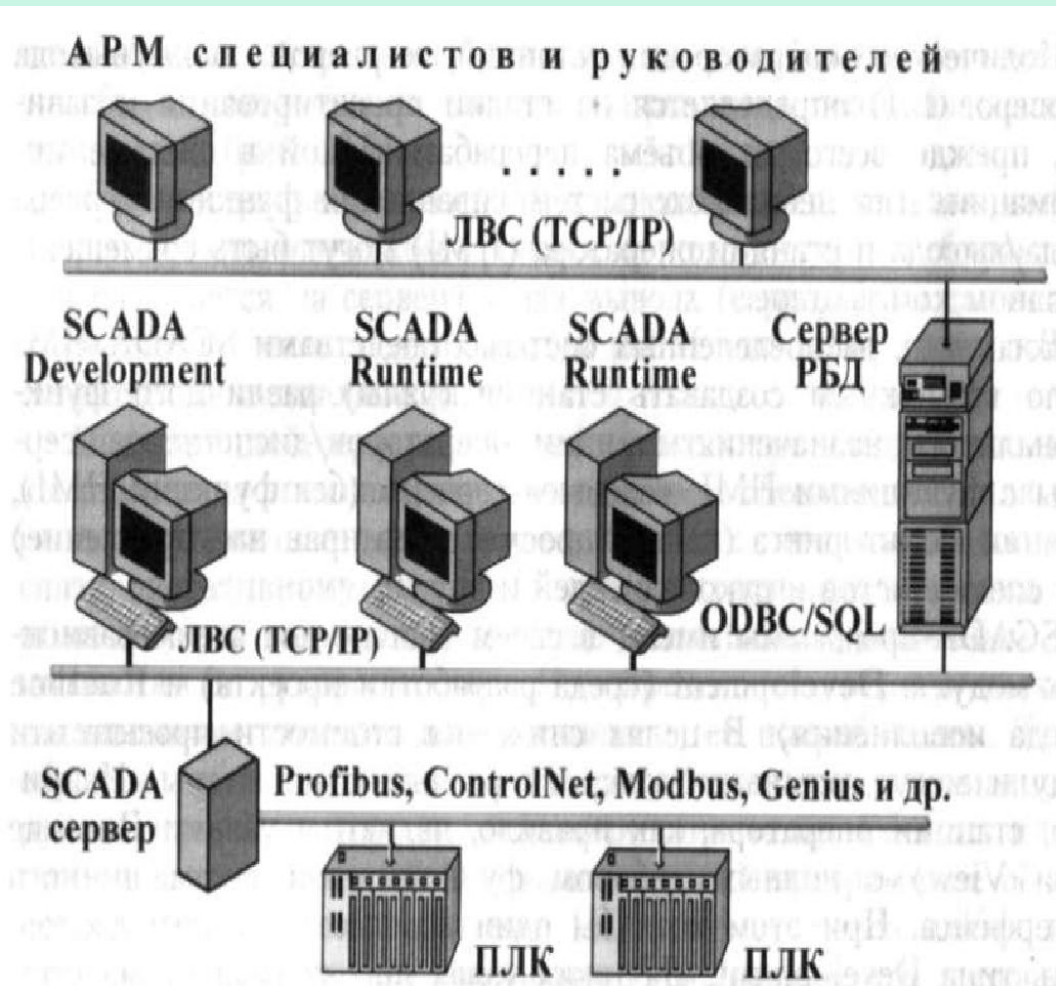 АРМ специалистов и руководителей
. . . . .
ЛВС (TCP/IP)
SCADA Development
SCADA Runtime
SCADA Runtime
Сервер РБД
ODBC/SQL
ЛВС (TCP/IP)
SCADA сервер
Profibus, ControlNet, Modbus, Genius и др.
ПЛК
ПЛК